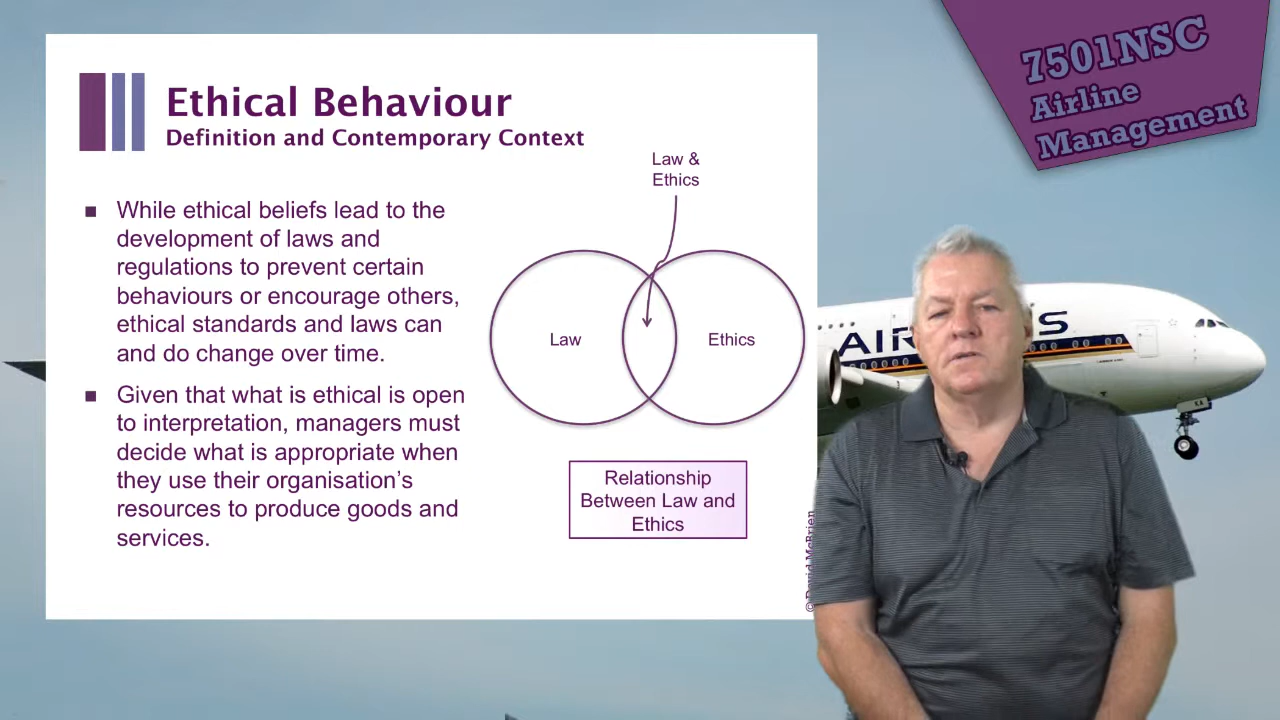 7501NSC
Airline
Management
Ethical Behaviour
Definition and Contemporary Context
■ While ethical beliefs lead to the
development of laws and
regulations to prevent certain
behaviours or encourage others,
ethical standards and laws can
and do change over time.
■ Given that what is ethical is open
to interpretation, managers must
decide what is appropriate when
they use their organisation’s
resources to produce goods and
services.
Law &
Ethics
Law
Ethics
Relationship
Between Law and
Ethics
© David McBrien